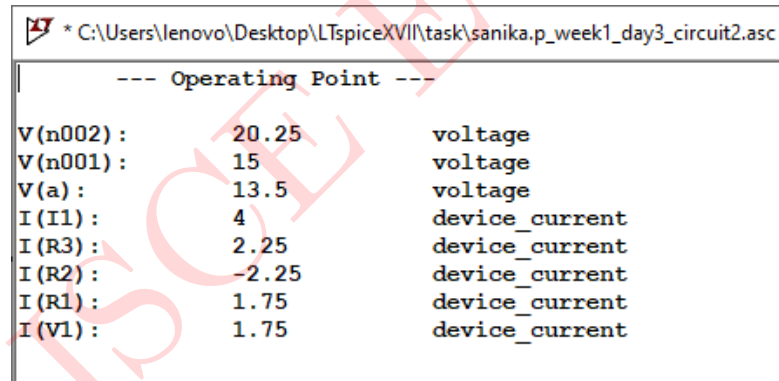 * C:\Users\lenovo\Desktop\LTspiceXVII\task\sanika.p_week1_day3_circuit2.asc
--- Operating Point ---
V(n002): 20.25 voltage
V(n001): 15 voltage
V(a): 13.5 voltage
I(I1): 4 device_current
I(R3): 2.25 device_current
I(R2): -2.25 device_current
I(R1): 1.75 device_current
I(V1): 1.75 device_current
ISCE E